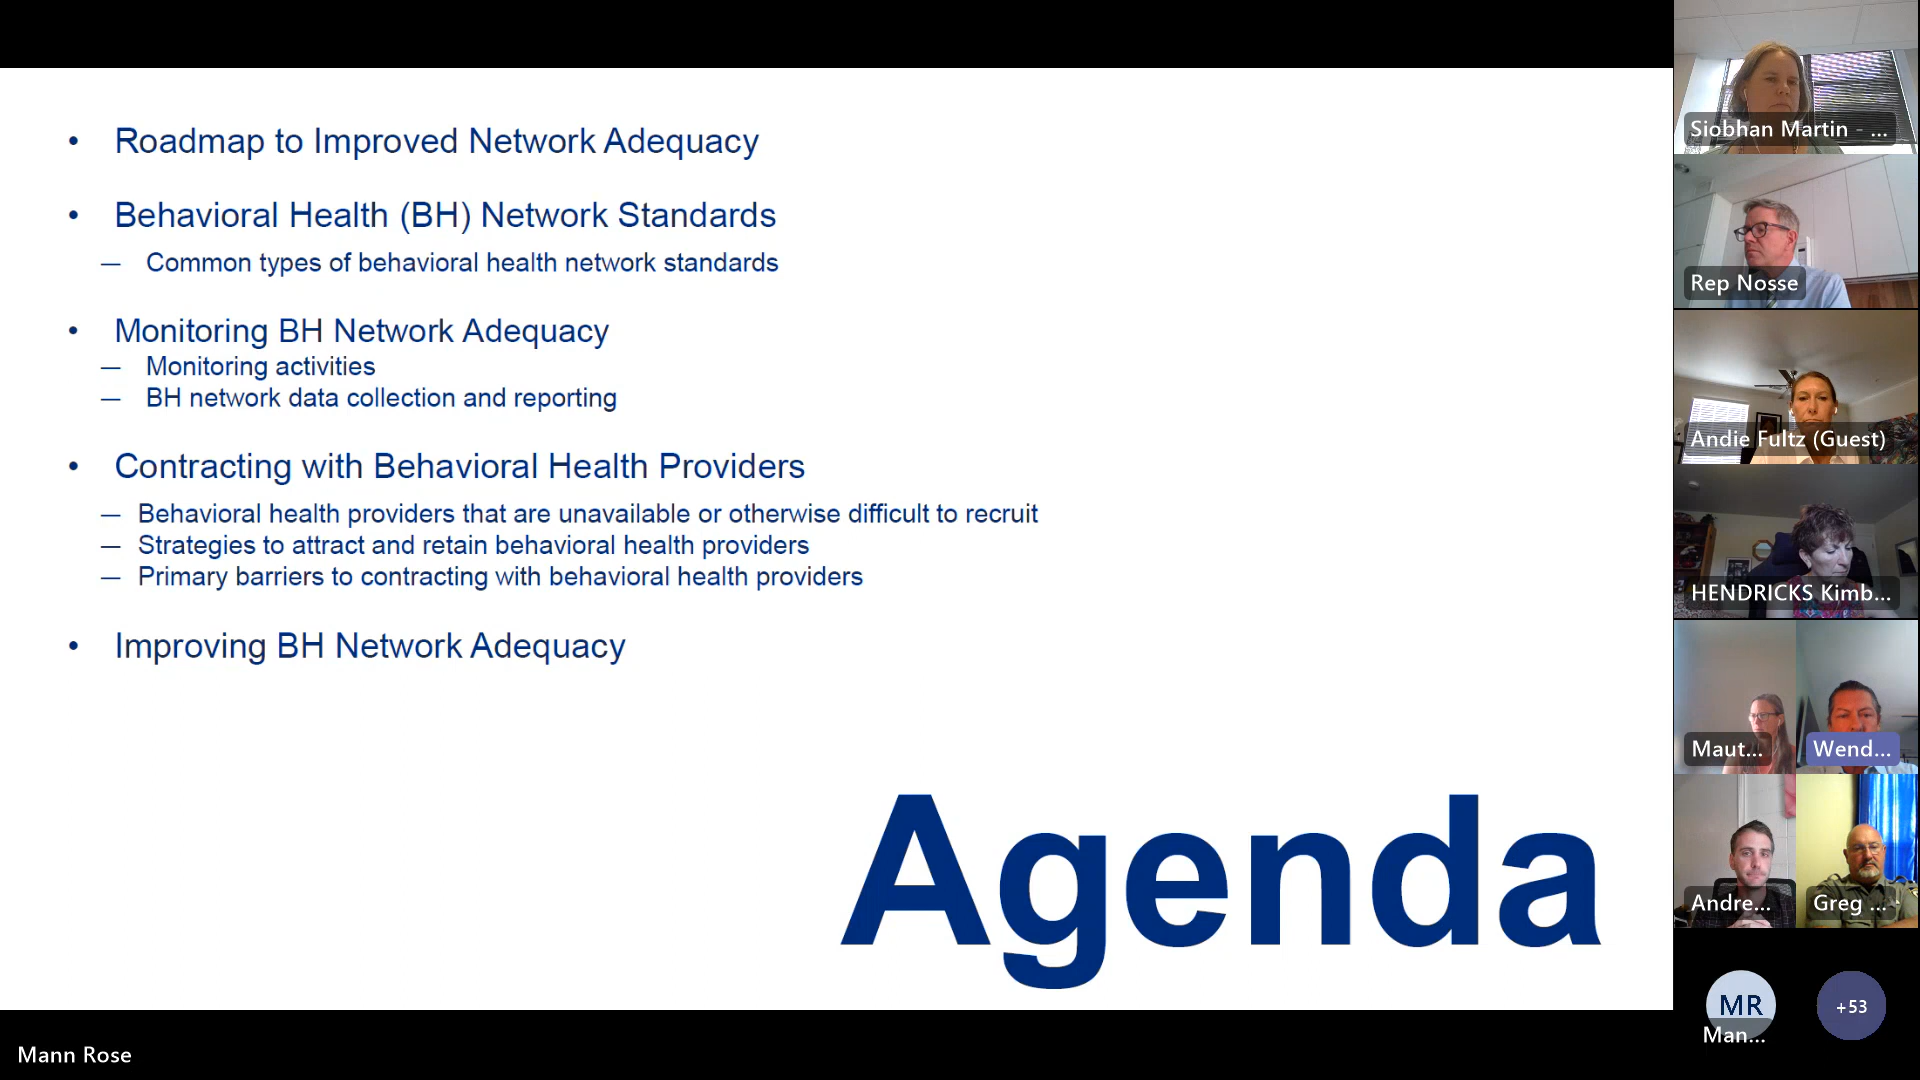 • Roadmap to Improved Network Adequacy
• Behavioral Health (BH) Network Standards
— Common types of behavioral health network standards
• Monitoring BH Network Adequacy
— Monitoring activities
— BH network data collection and reporting
• Contracting with Behavioral Health Providers
— Behavioral health providers that are unavailable or otherwise difficult to recruit
— Strategies to attract and retain behavioral health providers
— Primary barriers to contracting with behavioral health providers
• Improving BH Network Adequacy
Agenda
Mann Rose
Siobhan Martin - ...
Rep Nosse
Andie Fultz (Guest)
HENDRICKS Kimb...
Maut...
Wend...
Andre...
Greg ...
MR
Man...
+53